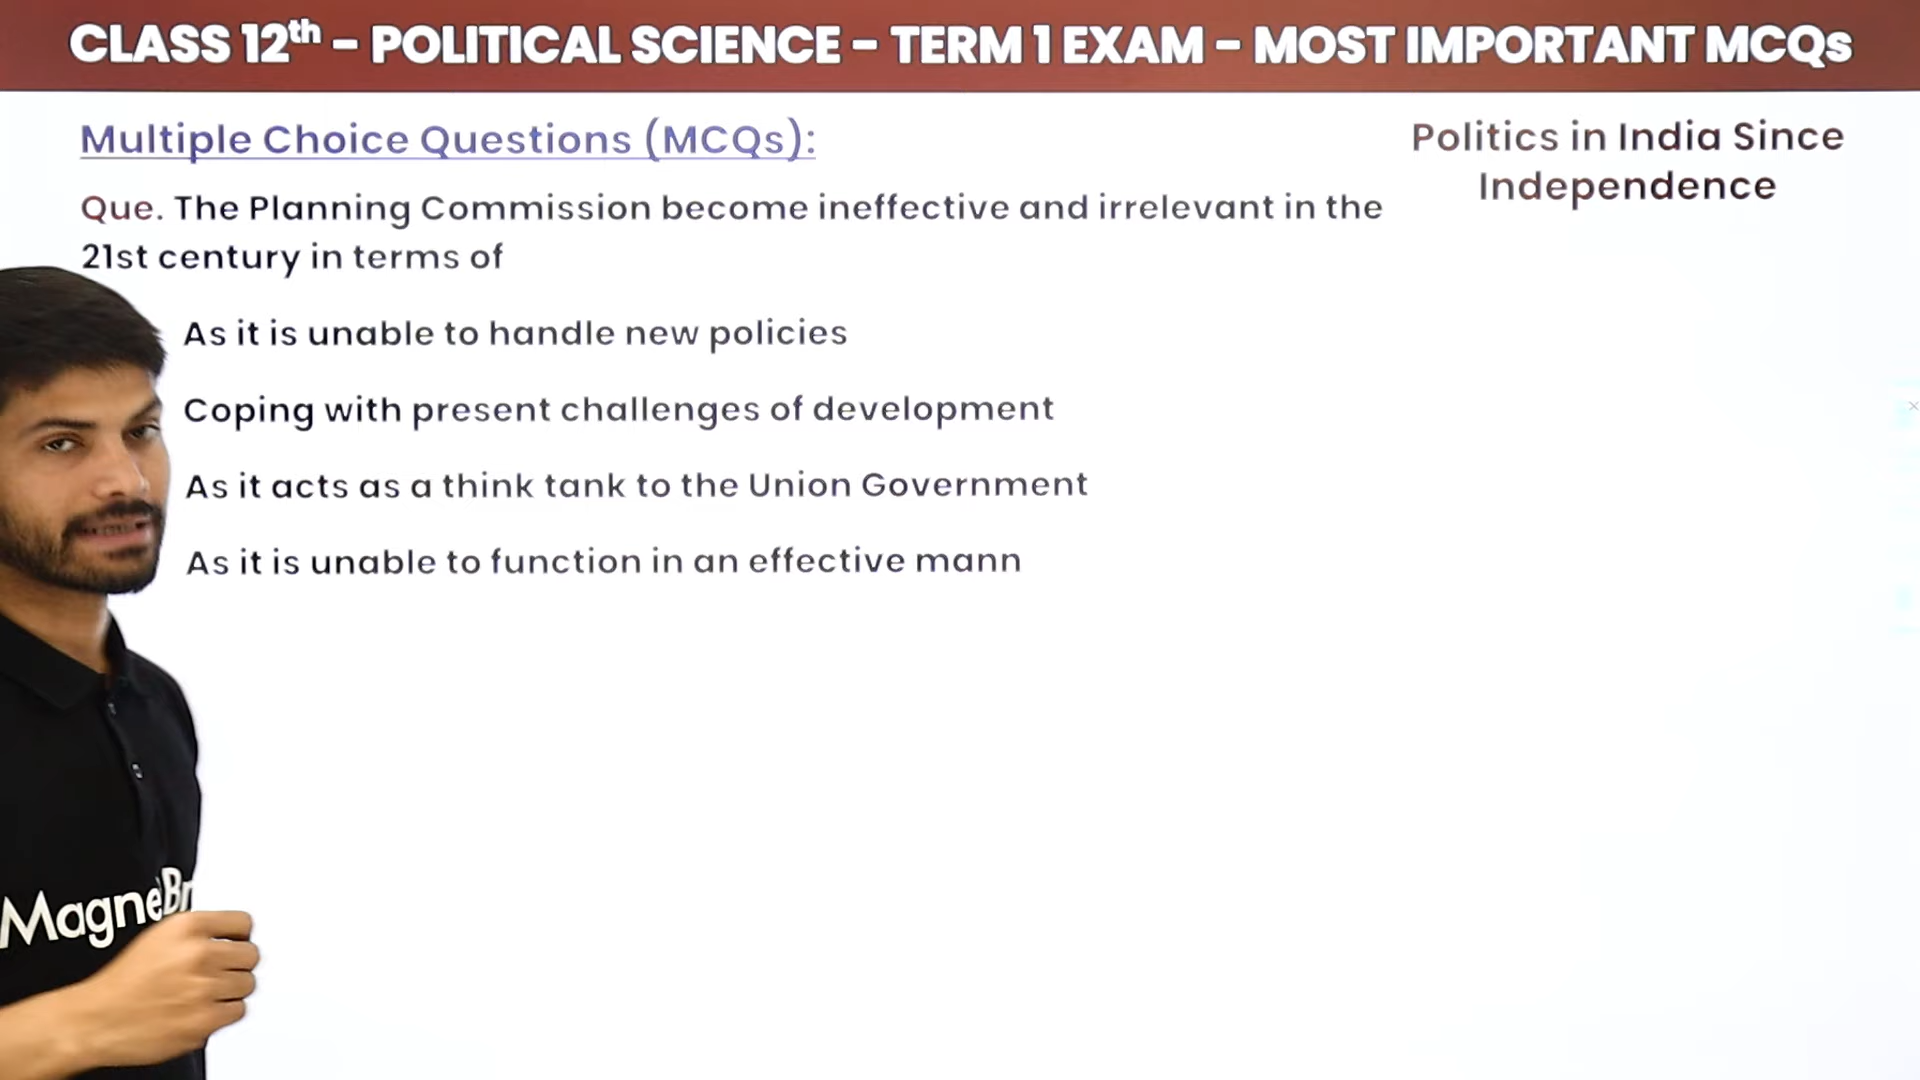 CLASS 12th – POLITICAL SCIENCE – TERM 1 EXAM – MOST IMPORTANT MCQs
Multiple Choice Questions (MCQs):
Politics in India Since
Independence
Que. The Planning Commission become ineffective and irrelevant in the
21st century in terms of
As it is unable to handle new policies
Coping with present challenges of development
As it acts as a think tank to the Union Government
As it is unable to function in an effective mann
Magne